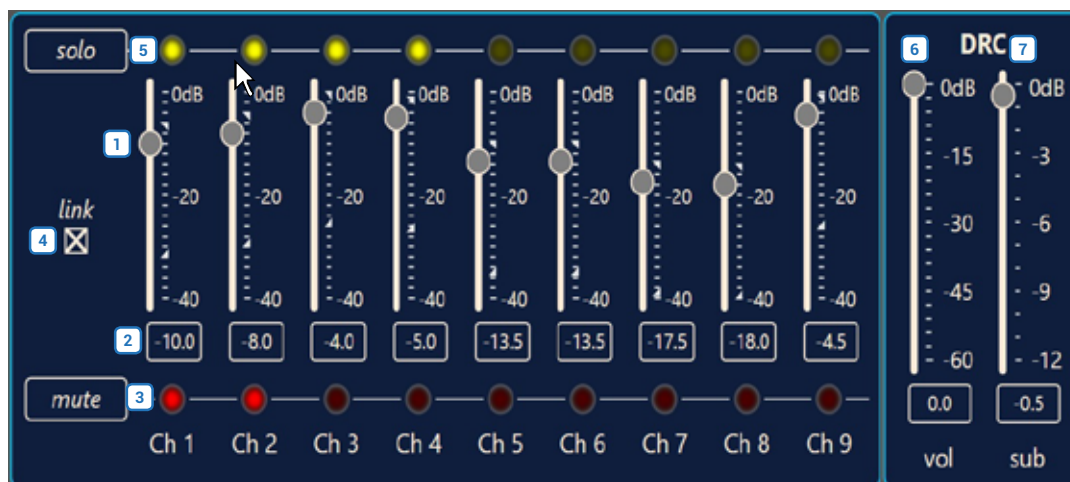 solo 5 6 DRC 7
0dB 0dB 0dB 0dB 0dB 0dB 0dB 0dB 0dB 0dB 0dB
1
-15 -3
-20 -20 -20 -20 -20 -20 -20 -20 -20
link
-30 -6
4
-45 -9
-40 -40 -40 -40 -40 -40 -40 -40 -40
2 -10.0 -8.0 -4.0 -5.0 -13.5 -13.5 -17.5 -18.0 -4.5
-60 -12
mute 3 0.0 -0.5
Ch 1 Ch 2 Ch 3 Ch 4 Ch 5 Ch 6 Ch 7 Ch 8 Ch 9
vol sub